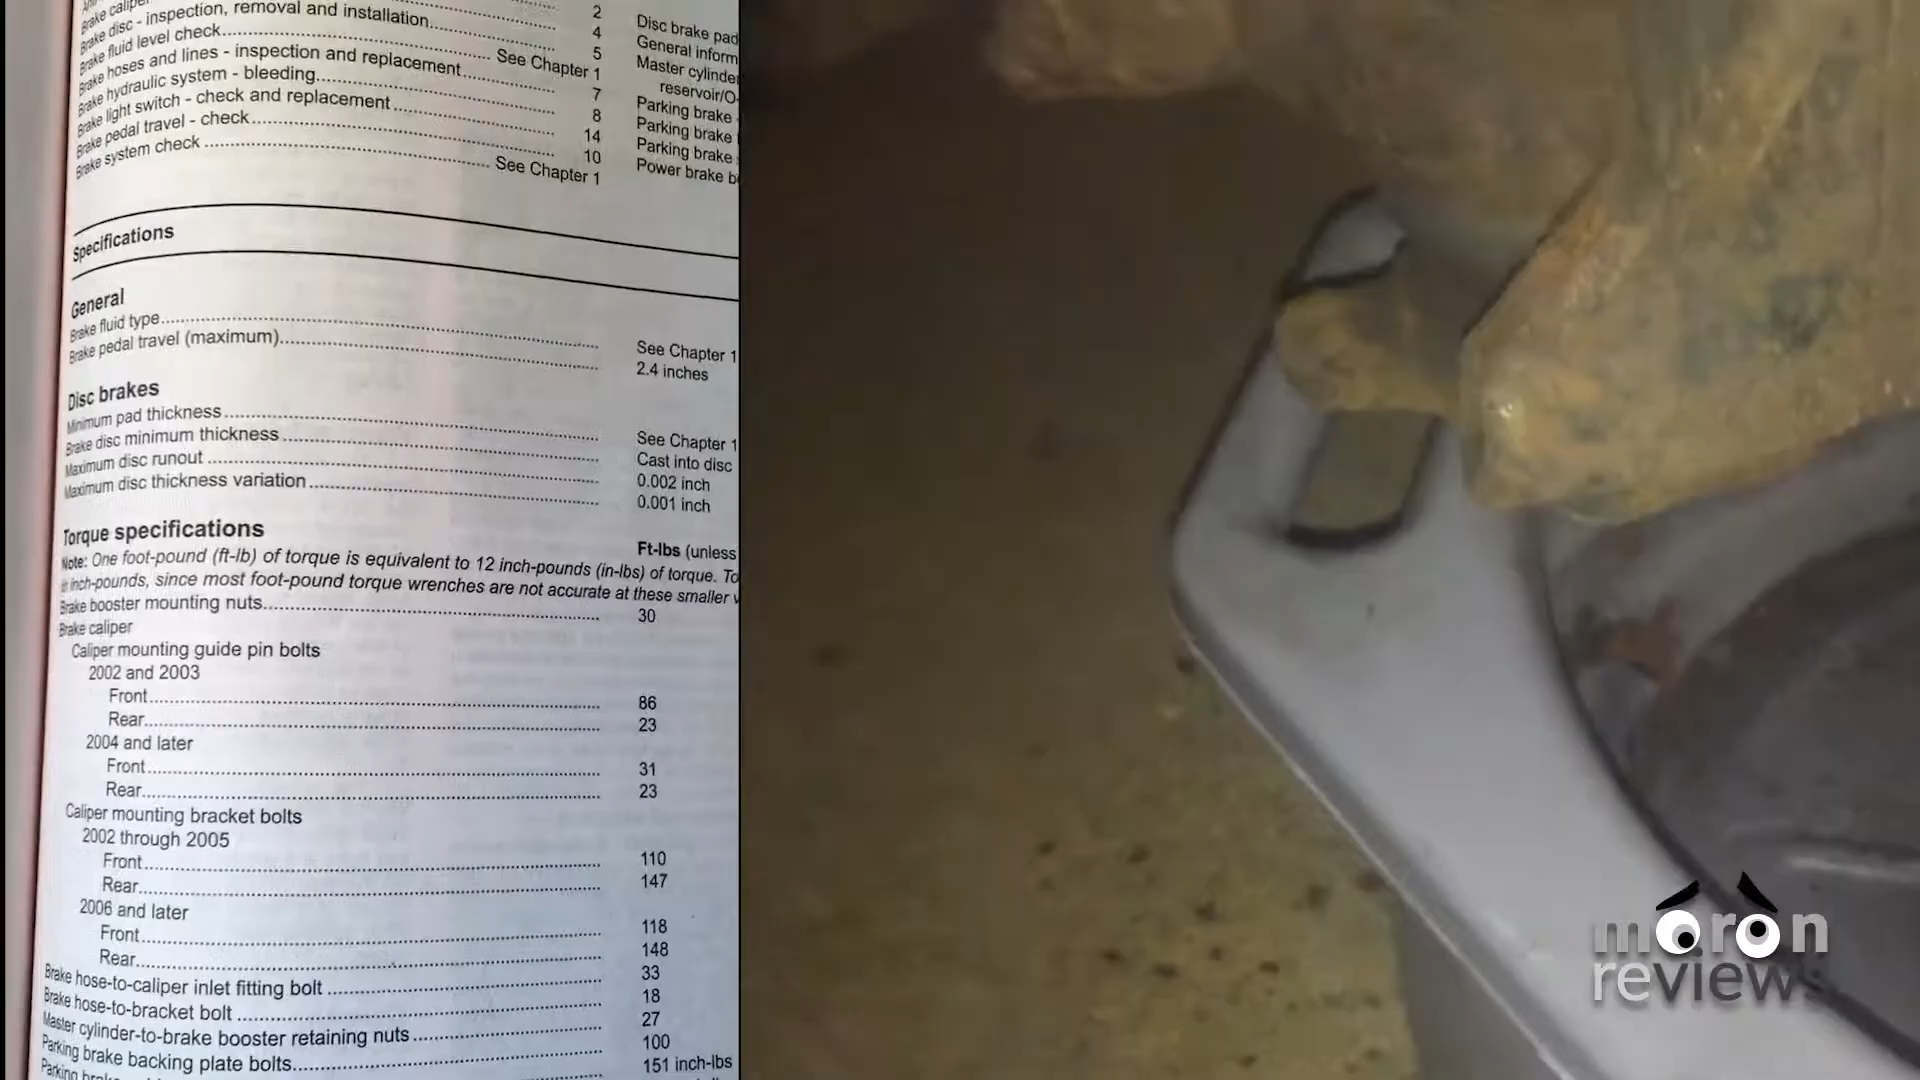 Brake caliper
2
Brake disc - inspection, removal and installation 4
Brake fluid level check See Chapter 1
Brake hoses and lines - inspection and replacement 7
Brake hydraulic system - bleeding 8
Brake light switch - check and replacement 14
Brake pedal travel - check 10
Brake system check See Chapter 1
Disc brake pad
General inform
Master cylinder
reservoir/O-
Parking brake
Parking brake
Parking brake
Power brake b
Specifications
General
Brake fluid type See Chapter 1
Brake pedal travel (maximum) 2.4 inches
Disc brakes
Minimum pad thickness See Chapter 1
Brake disc minimum thickness Cast into disc
Maximum disc runout 0.002 inch
Maximum disc thickness variation 0.001 inch
Torque specifications Ft-lbs (unless
Note: One foot-pound (ft-lb) of torque is equivalent to 12 inch-pounds (in-lbs) of torque. To
in inch-pounds, since most foot-pound torque wrenches are not accurate at these smaller v
Brake booster mounting nuts 30
Brake caliper
Caliper mounting guide pin bolts
2002 and 2003
Front 86
Rear 23
2004 and later
Front 31
Rear 23
Caliper mounting bracket bolts
2002 through 2005
Front 110
Rear 147
2006 and later
Front 118
Rear 148
Brake hose-to-caliper inlet fitting bolt 33
Brake hose-to-bracket bolt 18
Master cylinder-to-brake booster retaining nuts 27
Parking brake backing plate bolts 100
Parking brake 151 inch-lbs
moron
reviews